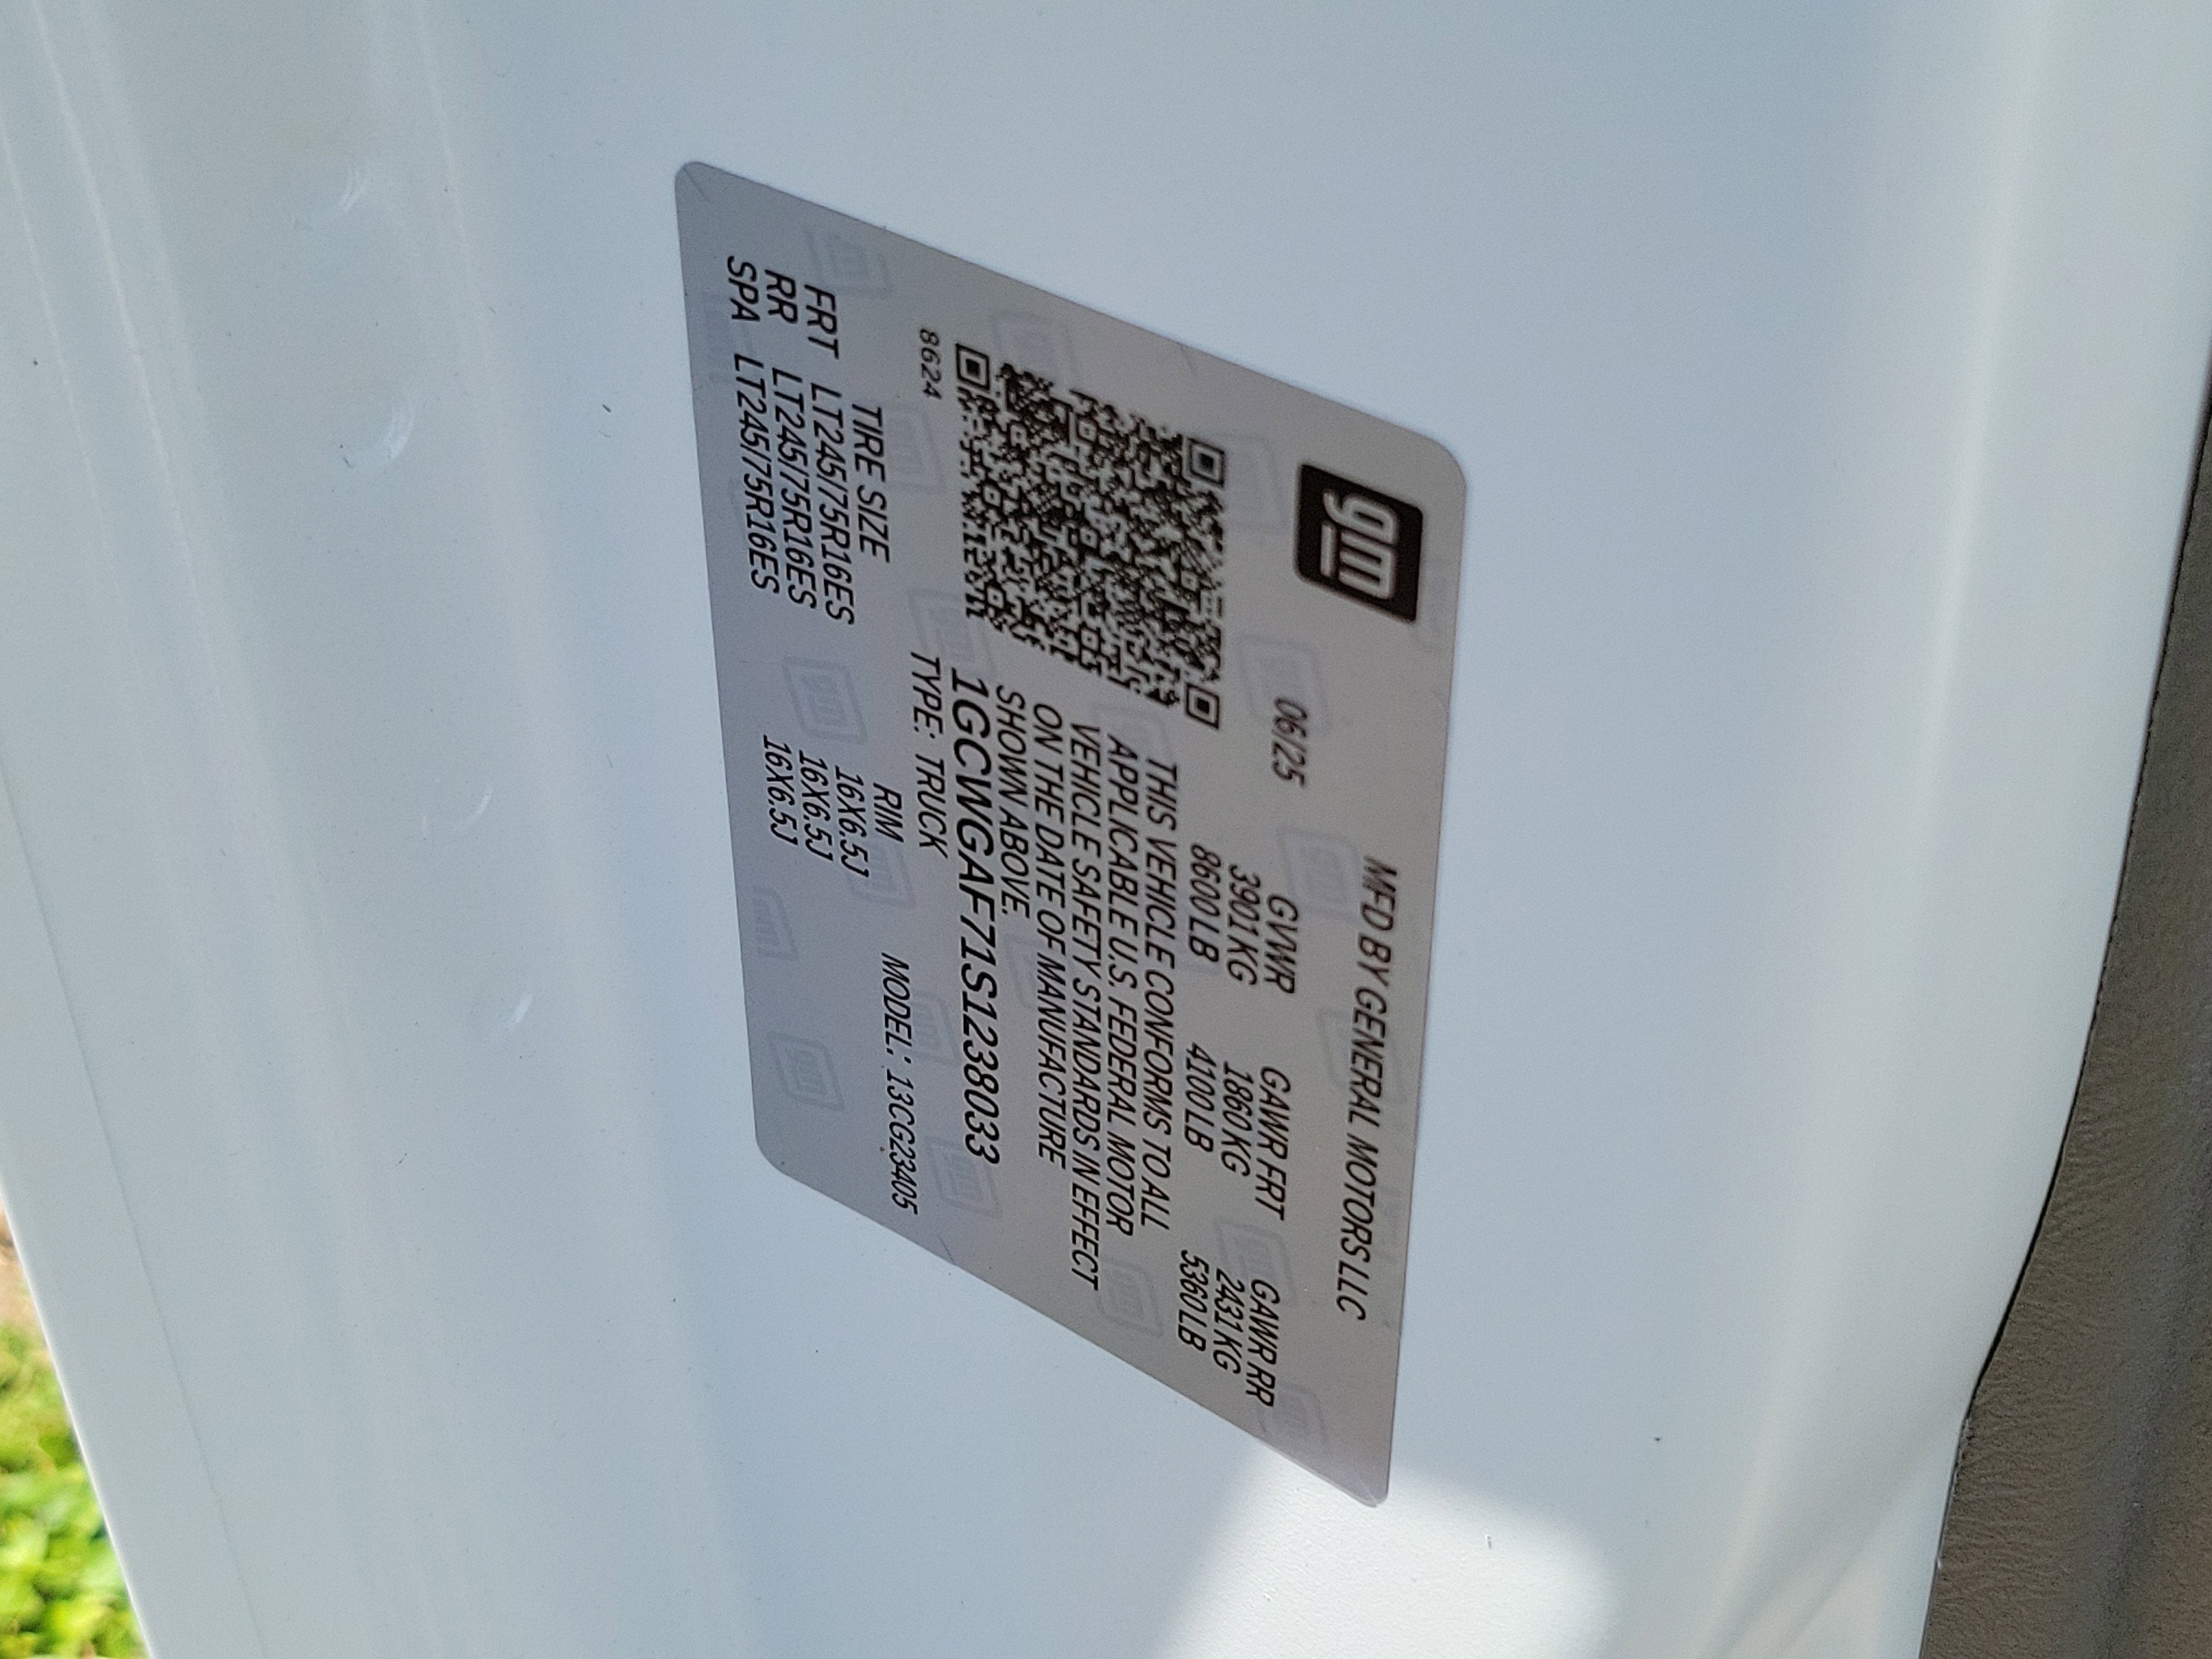 gm
MFD BY GENERAL MOTORS LLC
06/25
GVWR GAWR FRT GAWR RR
3901 KG 1860 KG 2431 KG
8600 LB 4100 LB 5360 LB
THIS VEHICLE CONFORMS TO ALL
APPLICABLE U.S. FEDERAL MOTOR
VEHICLE SAFETY STANDARDS IN EFFECT
ON THE DATE OF MANUFACTURE
SHOWN ABOVE.
1GCWGAF71S1238033
8624
TYPE: TRUCK
MODEL: 13CG23405
TIRE SIZE RIM
FRT LT245/75R16ES 16X6.5J
RR LT245/75R16ES 16X6.5J
SPA LT245/75R16ES 16X6.5J